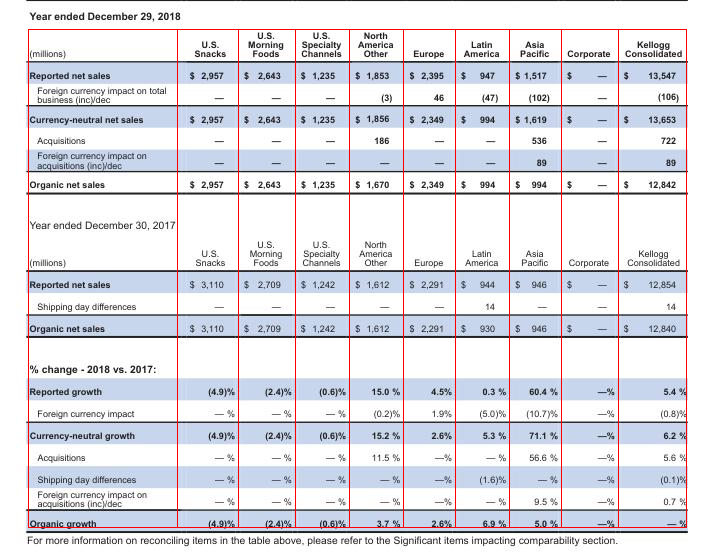 Year ended December 29, 2018
(millions) U.S. Snacks U.S. Morning Foods U.S. Specialty Channels North America Other Europe Latin America Asia Pacific Corporate Kellogg Consolidated
Reported net sales $ 2,957 $ 2,643 $ 1,235 $ 1,853 $ 2,395 $ 947 $ 1,517 $ — $ 13,547
Foreign currency impact on total
business (inc)/dec — — — (3) 46 (47) (102) — (106)
Currency-neutral net sales $ 2,957 $ 2,643 $ 1,235 $ 1,856 $ 2,349 $ 994 $ 1,619 $ — $ 13,653
Acquisitions — — — 186 — — 536 — 722
Foreign currency impact on
acquisitions (inc)/dec — — — — — — 89 — 89
Organic net sales $ 2,957 $ 2,643 $ 1,235 $ 1,670 $ 2,349 $ 994 $ 994 $ — $ 12,842
Year ended December 30, 2017
(millions) U.S. Snacks U.S. Morning Foods U.S. Specialty Channels North America Other Europe Latin America Asia Pacific Corporate Kellogg Consolidated
Reported net sales $ 3,110 $ 2,709 $ 1,242 $ 1,612 $ 2,291 $ 944 $ 946 $ — $ 12,854
Shipping day differences — — — — — 14 — — 14
Organic net sales $ 3,110 $ 2,709 $ 1,242 $ 1,612 $ 2,291 $ 930 $ 946 $ — $ 12,840
% change - 2018 vs. 2017:
Reported growth (4.9)% (2.4)% (0.6)% 15.0 % 4.5% 0.3 % 60.4 % —% 5.4 %
Foreign currency impact — % — % — % (0.2)% 1.9% (5.0)% (10.7)% —% (0.8)%
Currency-neutral growth (4.9)% (2.4)% (0.6)% 15.2 % 2.6% 5.3 % 71.1 % —% 6.2 %
Acquisitions — % — % — % 11.5 % —% — % 56.6 % —% 5.6 %
Shipping day differences — % — % — % — % —% (1.6)% — % —% (0.1)%
Foreign currency impact on
acquisitions (inc)/dec — % — % — % — % —% — % 9.5 % —% 0.7 %
Organic growth (4.9)% (2.4)% (0.6)% 3.7 % 2.6% 6.9 % 5.0 % —% — %
For more information on reconciling items in the table above, please refer to the Significant items impacting comparability section.